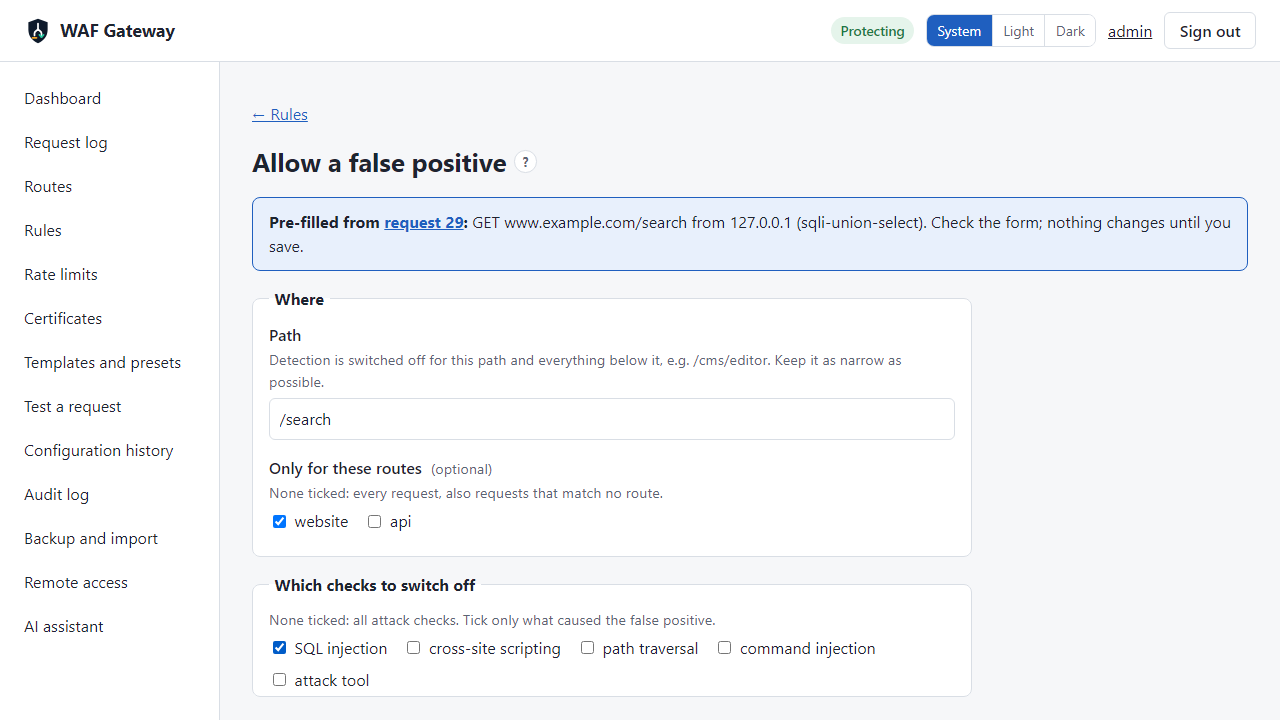 WAF Gateway
Protecting
System Light Dark
admin
Sign out
Dashboard
Request log
Routes
Rules
Rate limits
Certificates
Templates and presets
Test a request
Configuration history
Audit log
Backup and import
Remote access
AI assistant
← Rules
Allow a false positive ?
Pre-filled from request 29: GET www.example.com/search from 127.0.0.1 (sqli-union-select). Check the form; nothing changes until you
save.
Where
Path
Detection is switched off for this path and everything below it, e.g. /cms/editor. Keep it as narrow as
possible.
/search
Only for these routes (optional)
None ticked: every request, also requests that match no route.
website api
Which checks to switch off
None ticked: all attack checks. Tick only what caused the false positive.
SQL injection cross-site scripting path traversal command injection
attack tool